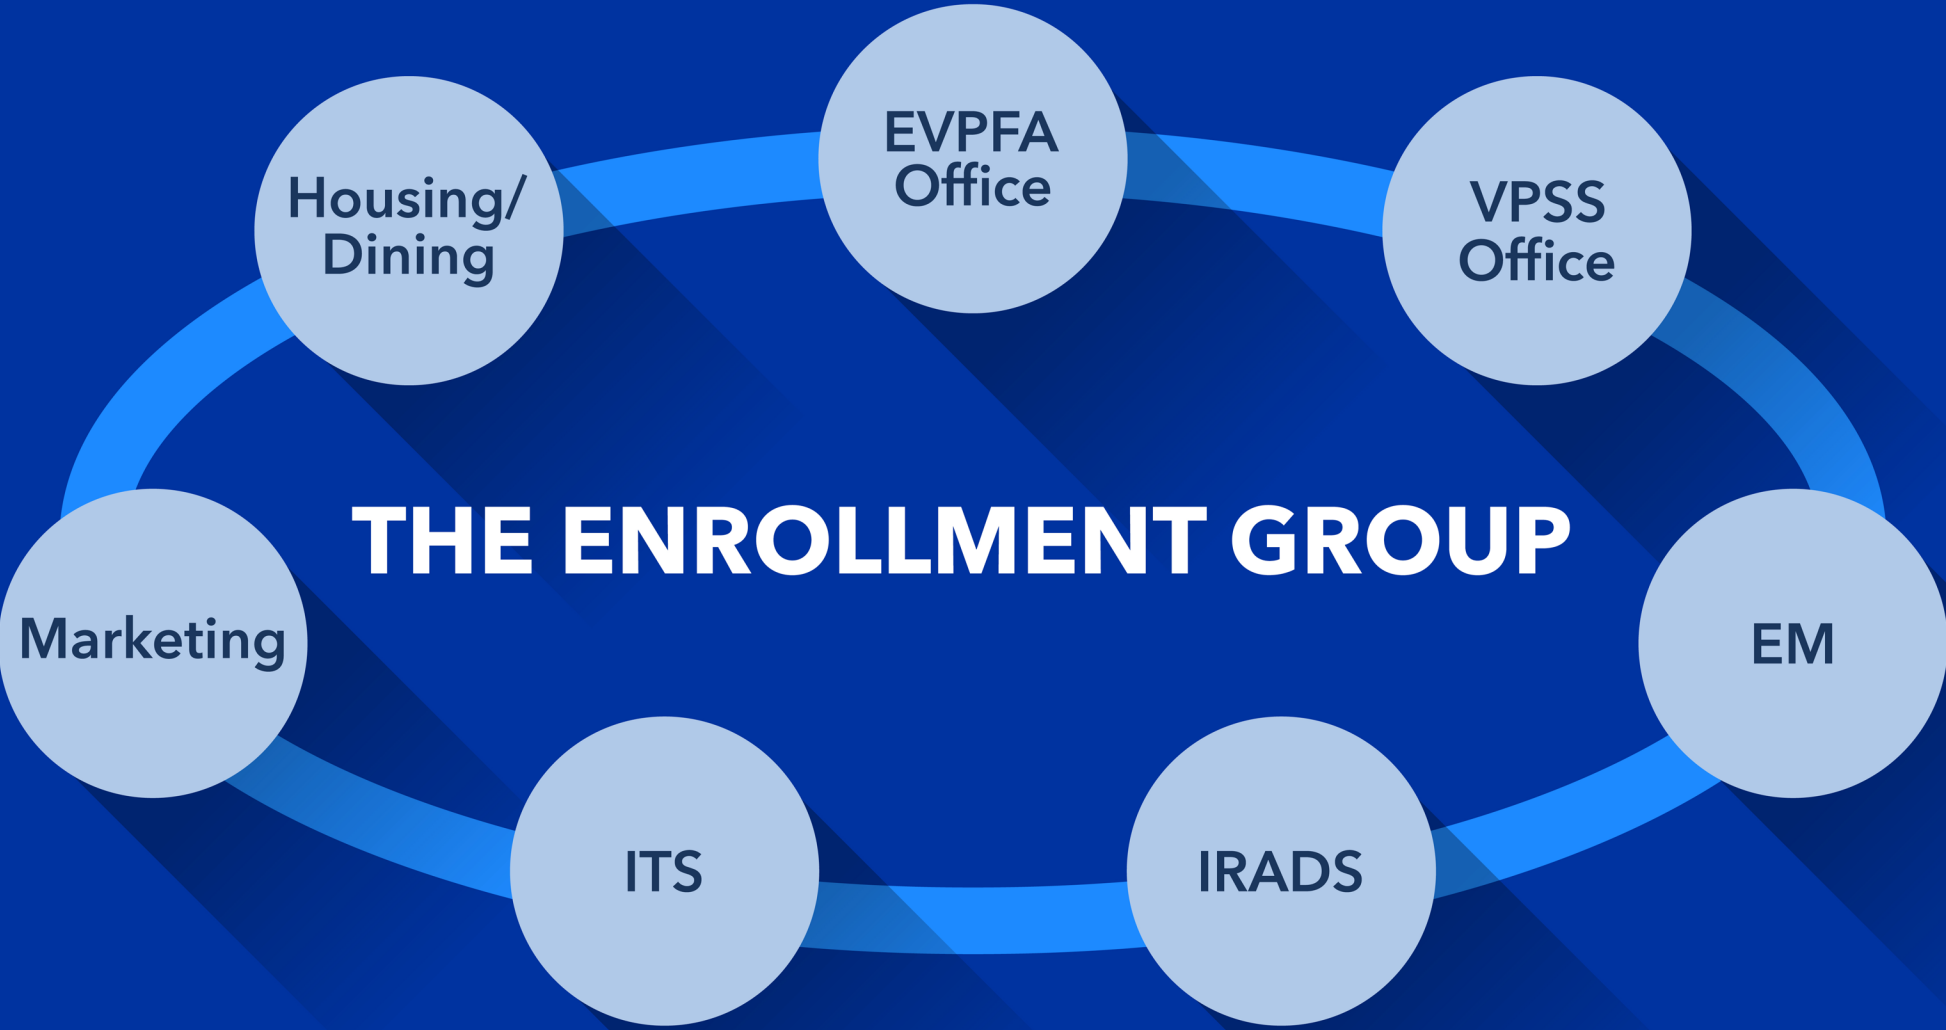 EVPFA
Office
Housing/
Dining
VPSS
Office
THE ENROLLMENT GROUP
Marketing
EM
ITS
IRADS